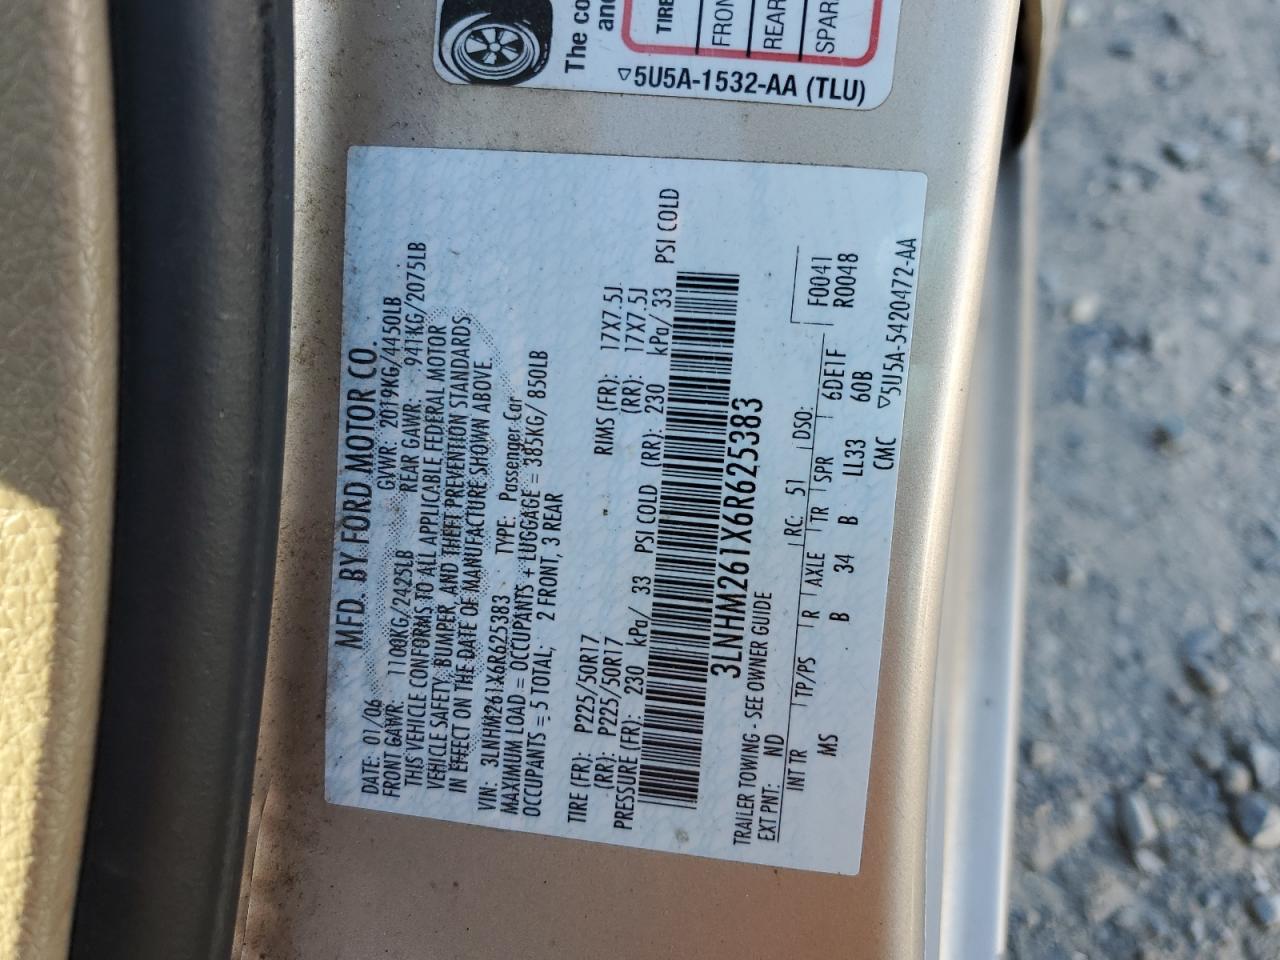 The co
and
TIRE
FRON
REAR
SPAR
▽5U5A-1532-AA (TLU)
MFD. BY FORD MOTOR CO.
DATE: 01/06 GVWR: 2019KG/4450LB
FRONT GAWR: 1100KG/2425LB REAR GAWR: 941KG/2075LB
THIS VEHICLE CONFORMS TO ALL APPLICABLE FEDERAL MOTOR
VEHICLE SAFETY, BUMPER, AND THEFT PREVENTION STANDARDS
IN EFFECT ON THE DATE OF MANUFACTURE SHOWN ABOVE.
VIN: 3LNHM261X6R625383 TYPE: Passenger Car
MAXIMUM LOAD = OCCUPANTS + LUGGAGE = 385KG/ 850LB
OCCUPANTS = 5 TOTAL, 2 FRONT, 3 REAR
TIRE (FR): P225/50R17 RIMS (FR): 17X7.5J
(RR): P225/50R17 (RR): 17X7.5J
PRESSURE (FR): 230 kPa/ 33 PSI COLD (RR): 230 kPa/ 33 PSI COLD
3LNHM261X6R625383
TRAILER TOWING - SEE OWNER GUIDE
EXT PNT: ND RC: 51 DSO: F0041
R0048
INT TR TP/PS R AXLE TR SPR 6DETF
MS B 34 B LL33 60B
CMC ▽5U5A-5420472-AA